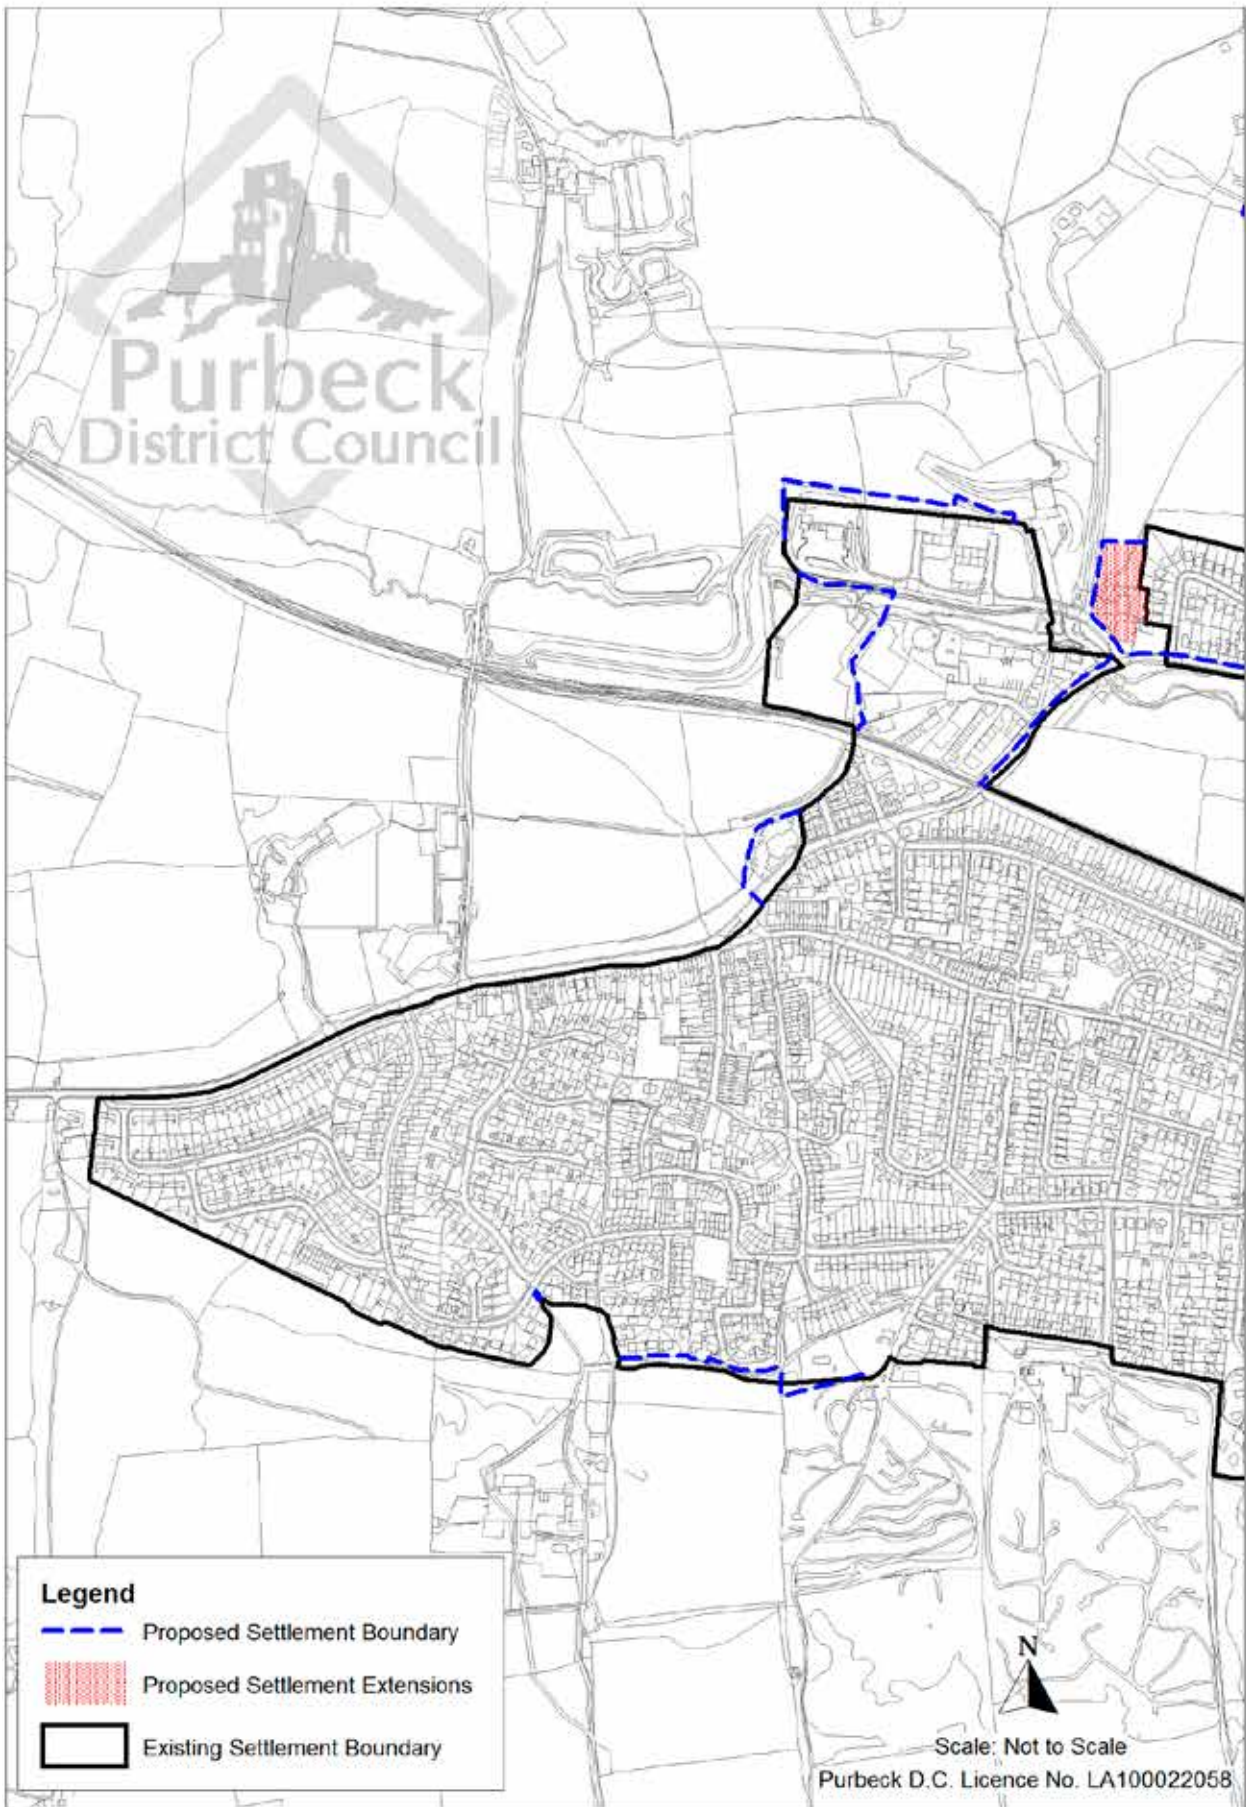 Purbeck
District Council
Legend
Proposed Settlement Boundary
Proposed Settlement Extensions
Existing Settlement Boundary
N
Scale: Not to Scale
Purbeck D.C. Licence No. LA100022058